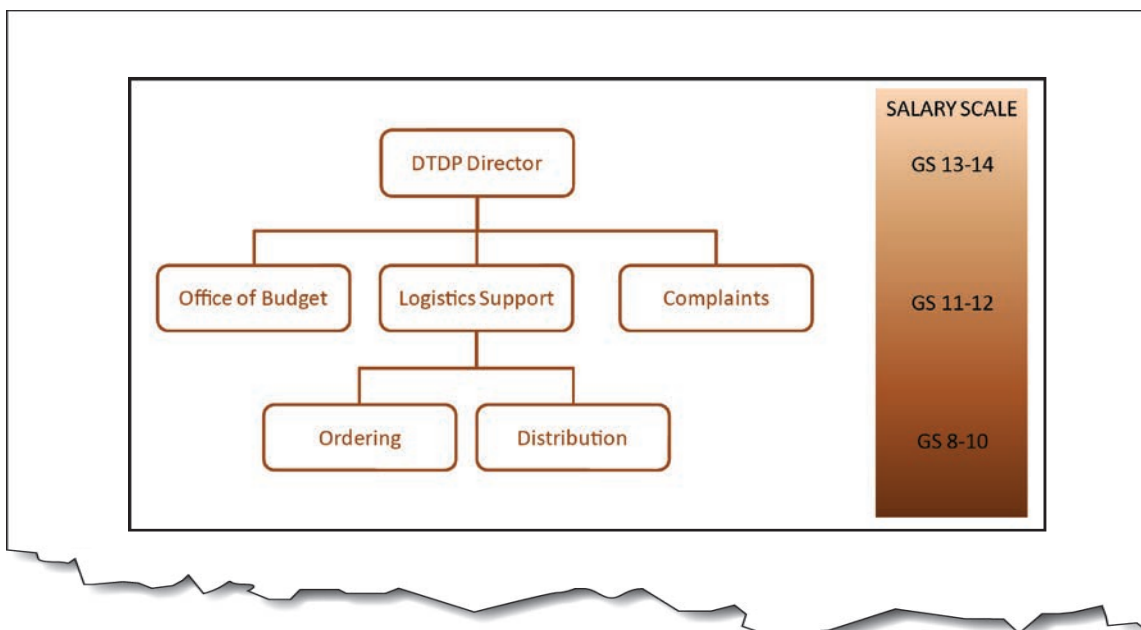 SALARY SCALE
DTDP Director
GS 13-14
Office of Budget
Logistics Support
Complaints
GS 11-12
Ordering
Distribution
GS 8-10